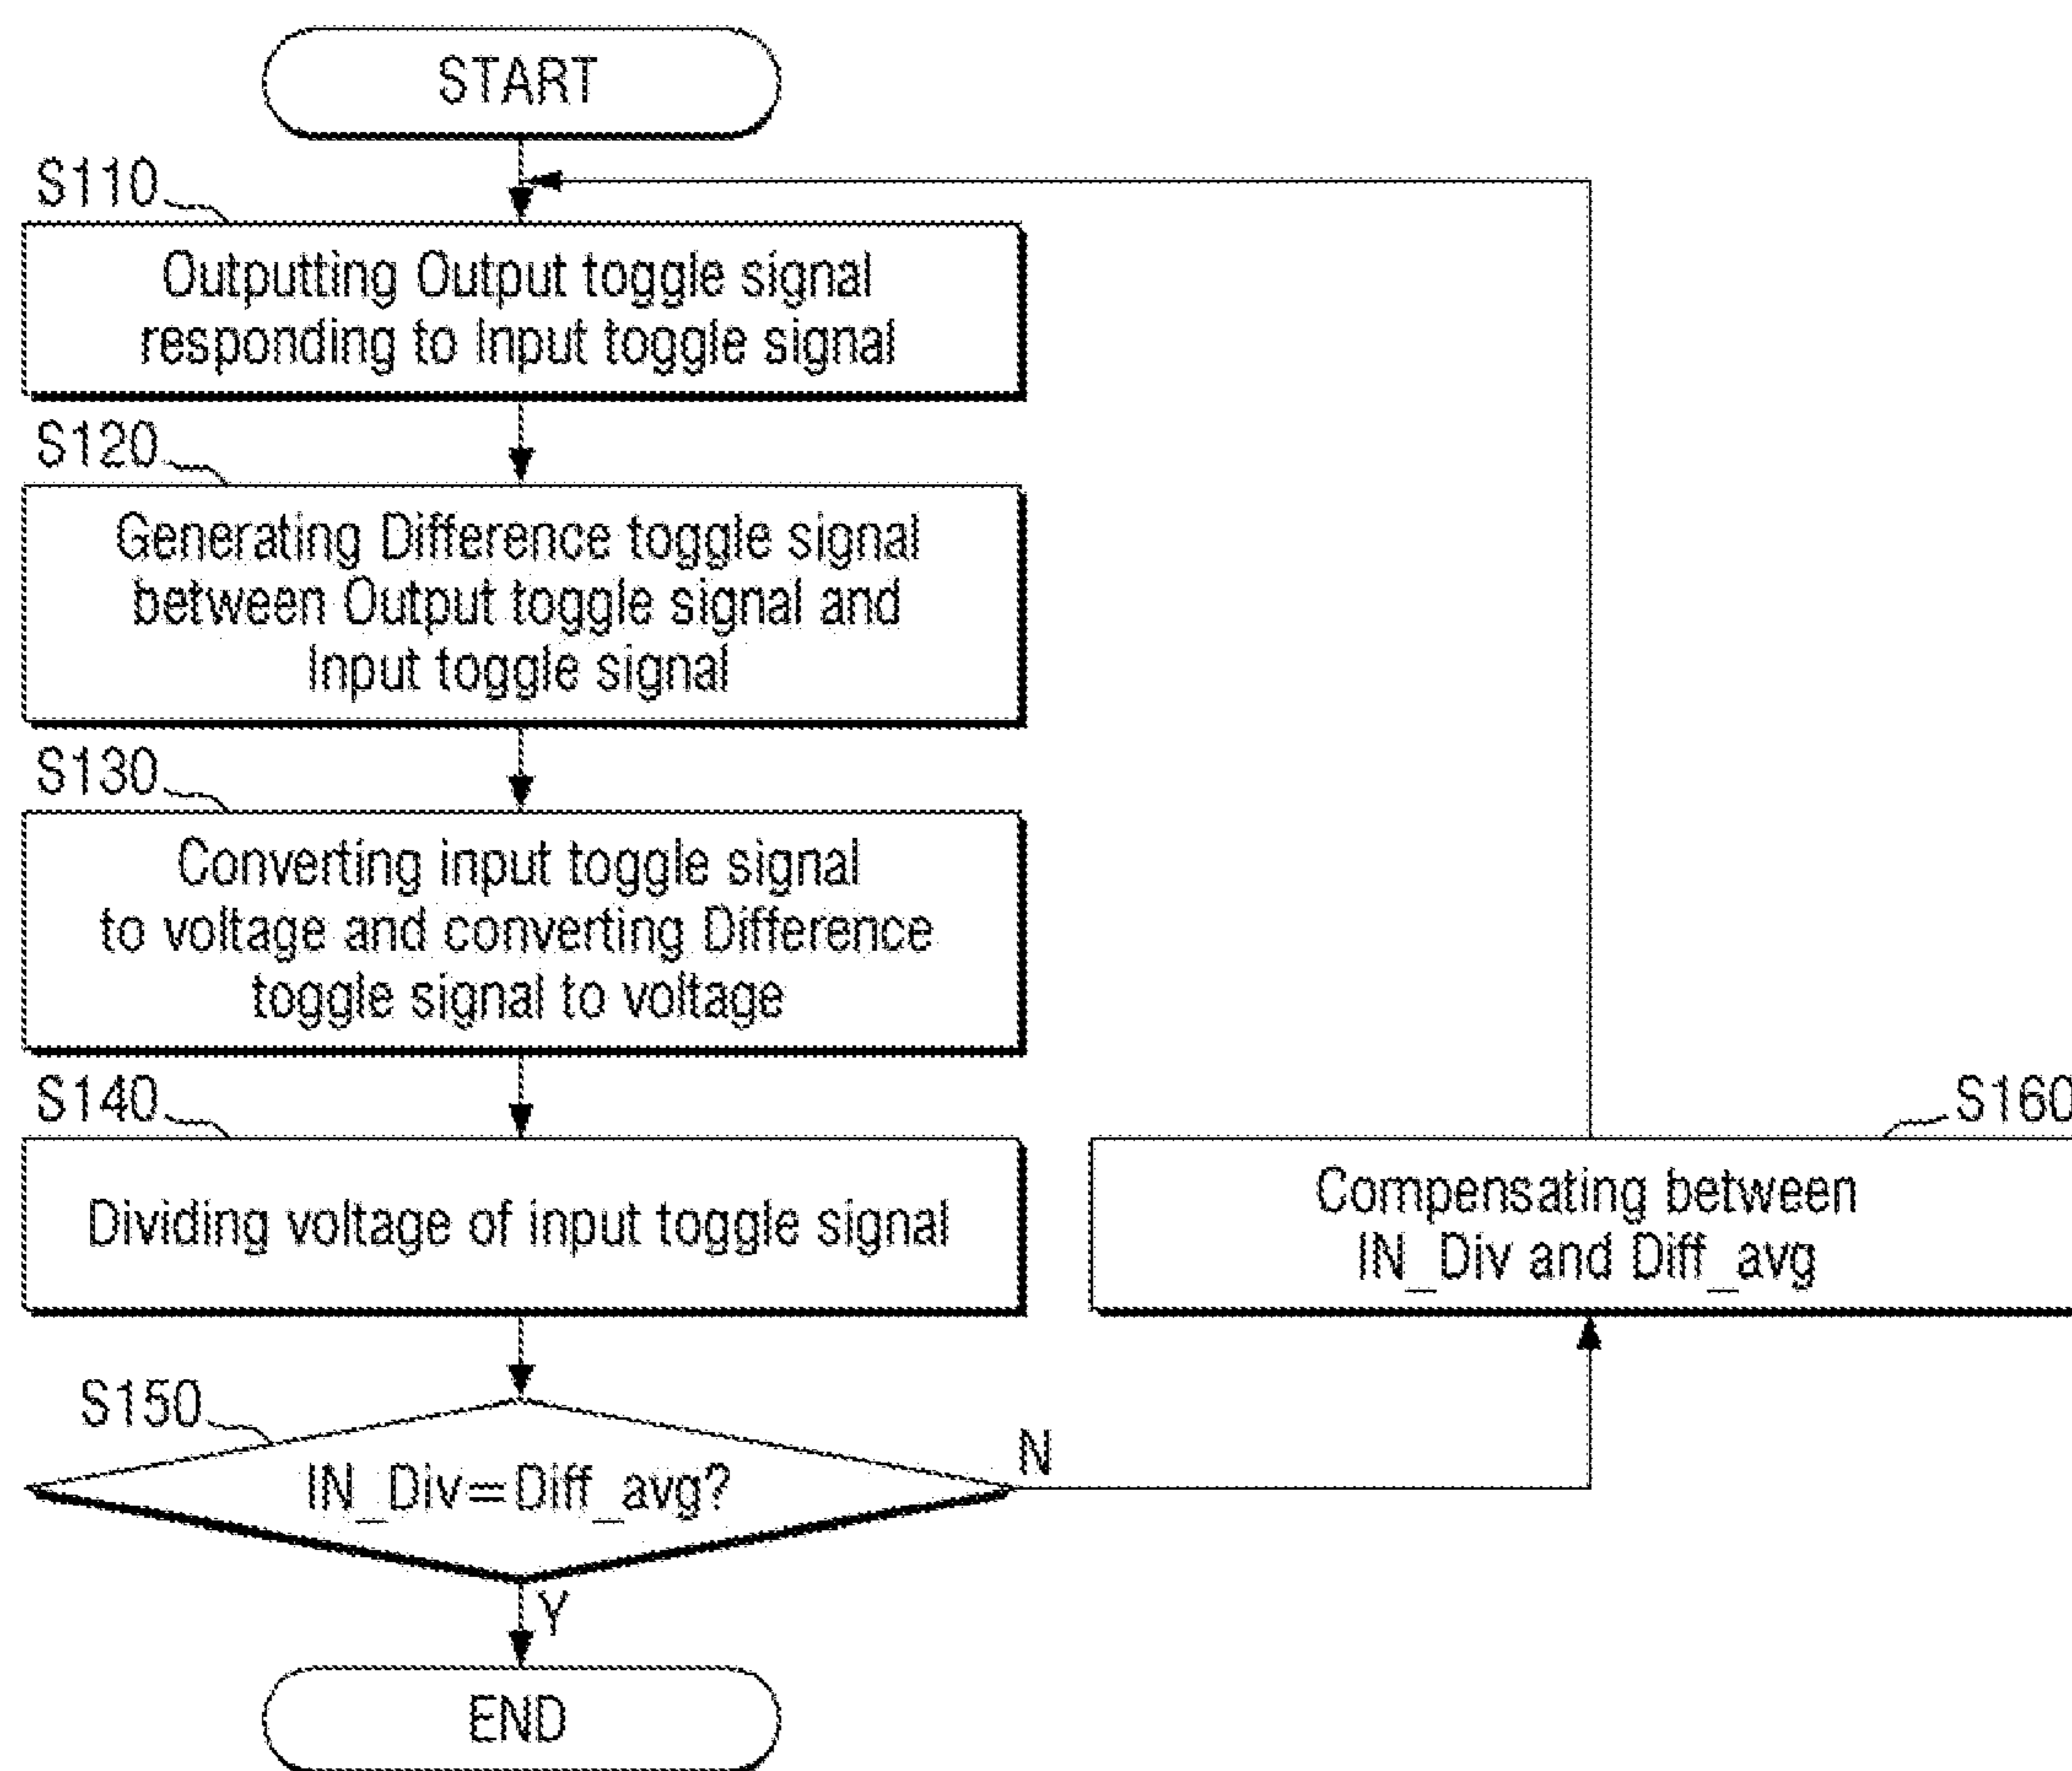 START
S110
Outputting Output toggle signal
responding to Input toggle signal
S120
Generating Difference toggle signal
between Output toggle signal and
Input toggle signal
S130
Converting input toggle signal
to voltage and converting Difference
toggle signal to voltage
S140
Dividing voltage of input toggle signal
S160
Compensating between
IN_Div and Diff_avg
S150
IN_Div=Diff_avg?
N
Y
END